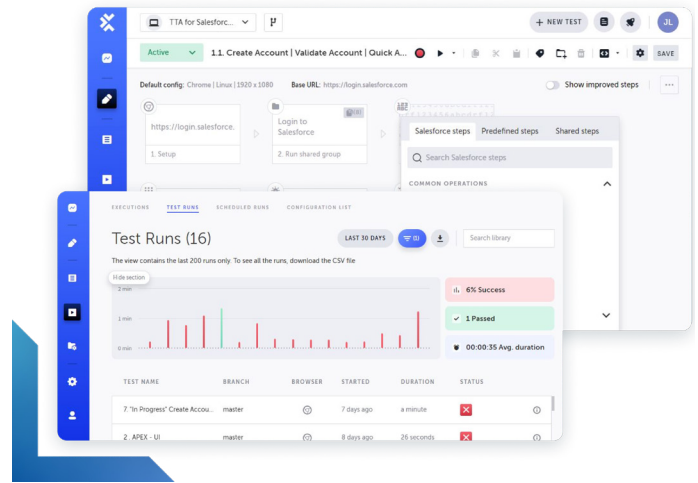 TTA for Salesforc...
+ NEW TEST
JL
Active
1.1. Create Account | Validate Account | Quick A...
SAVE
Default config: Chrome | Linux | 1920 x 1080
Base URL: https://login.salesforce.com
Show improved steps
https://login.salesforce.
Login to
Salesforce
1. Setup
2. Run shared group
Salesforce steps
Predefined steps
Shared steps
Search Salesforce steps
COMMON OPERATIONS
EXECUTIONS
TEST RUNS
SCHEDULED RUNS
CONFIGURATION LIST
Test Runs (16)
LAST 30 DAYS
(1)
Search library
The view contains the last 200 runs only. To see all the runs, download the CSV file
Hide section
2 min
1 min
0 min
6% Success
1 Passed
00:00:35 Avg. duration
TEST NAME
BRANCH
BROWSER
STARTED
DURATION
STATUS
7. "In Progress" Create Accou...
master
7 days ago
a minute
2 . APEX - UI
master
8 days ago
26 seconds